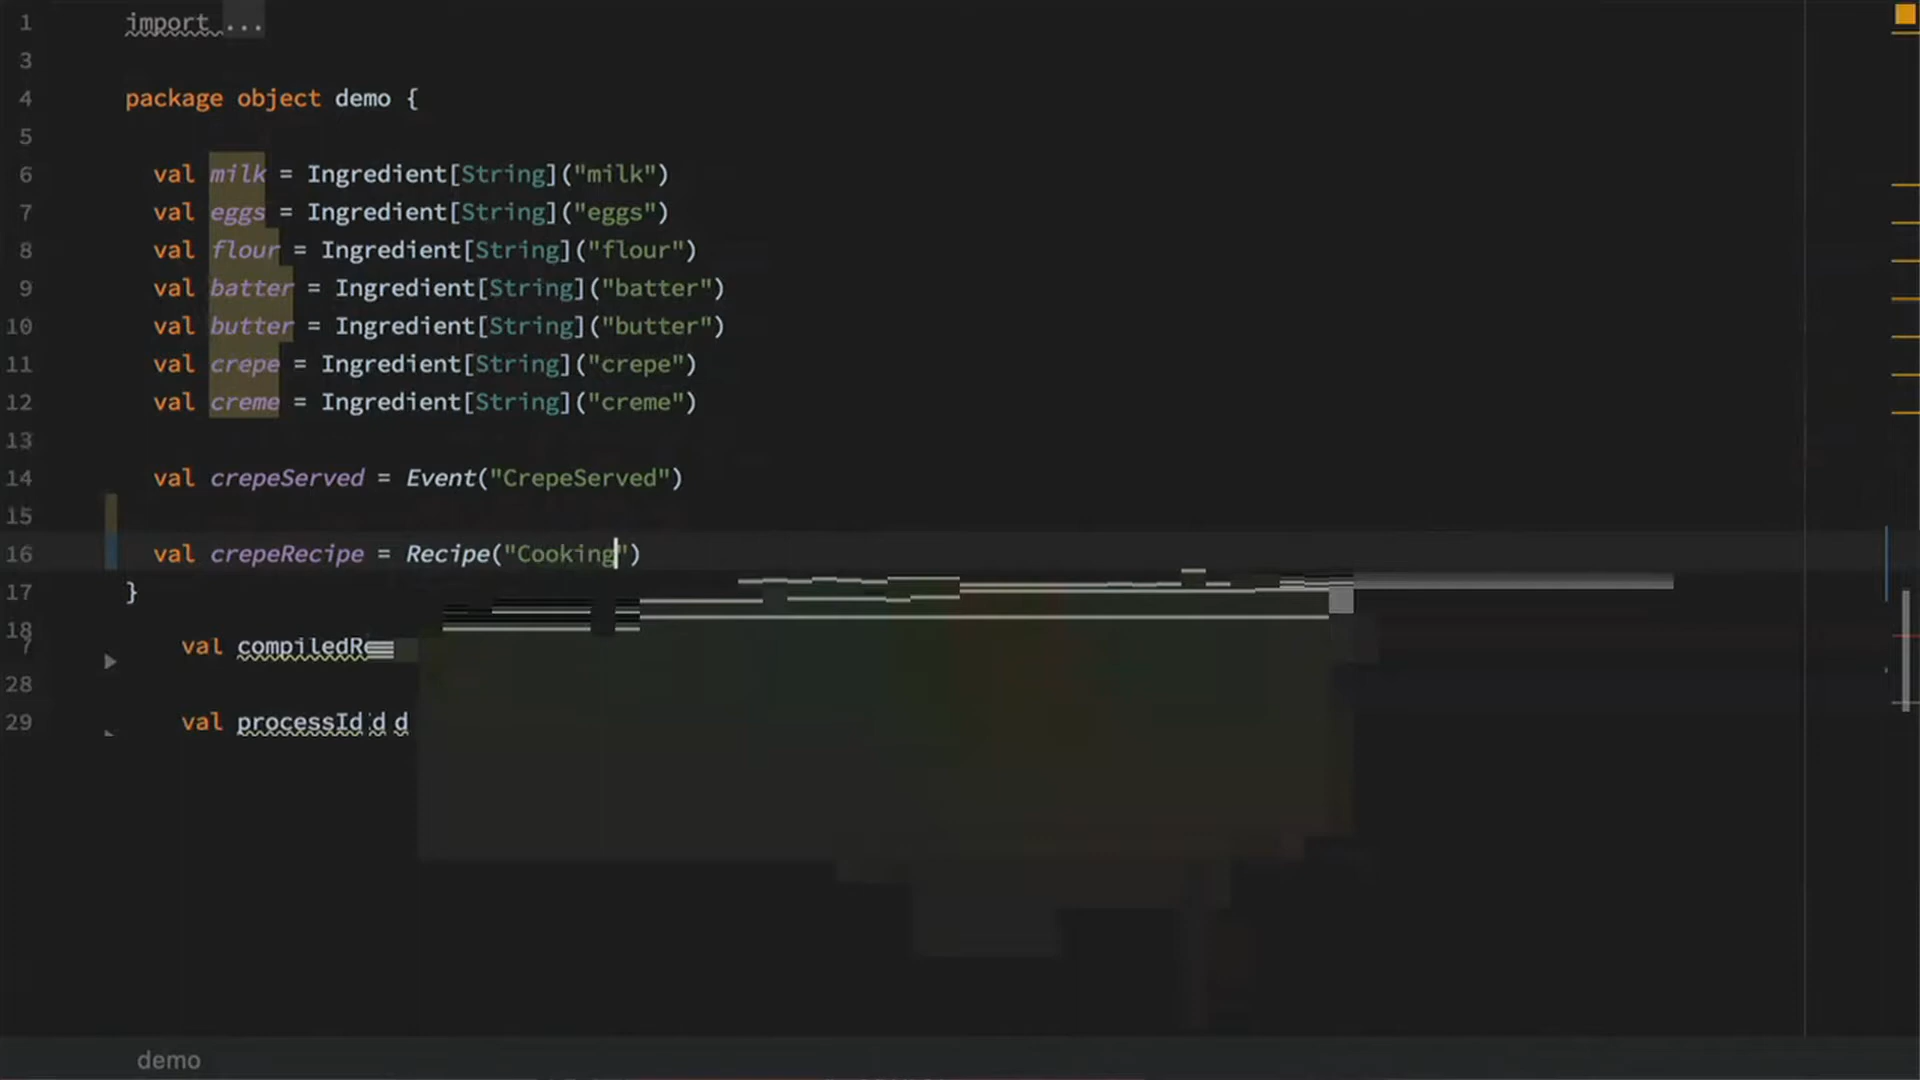 1 import ...
3
4 package object demo {
5
6 val milk = Ingredient[String]("milk")
7 val eggs = Ingredient[String]("eggs")
8 val flour = Ingredient[String]("flour")
9 val batter = Ingredient[String]("batter")
10 val butter = Ingredient[String]("butter")
11 val crepe = Ingredient[String]("crepe")
12 val creme = Ingredient[String]("creme")
13
14 val crepeServed = Event("CrepeServed")
15
16 val crepeRecipe = Recipe("Cooking")
17 }
18
val compiledRe
28
29 val processId d d
demo